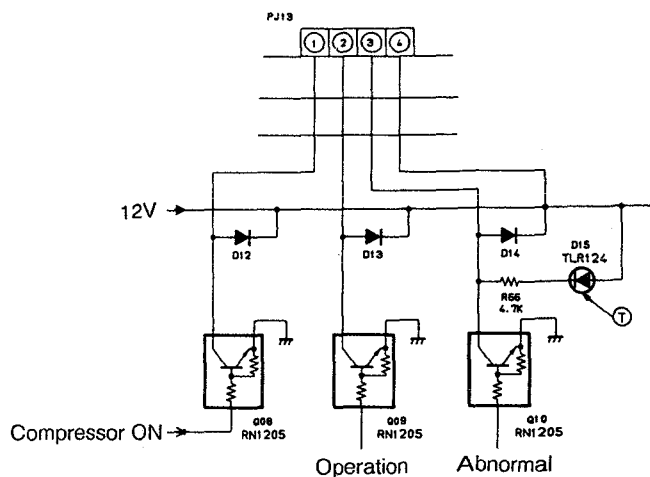 PJ13
1 2 3 4
12V
D12
D13
D14
D15
TLR124
R66
4.7K
T
Q08
RN1205
Q09
RN1205
Q10
RN1205
Compressor ON
Operation
Abnormal